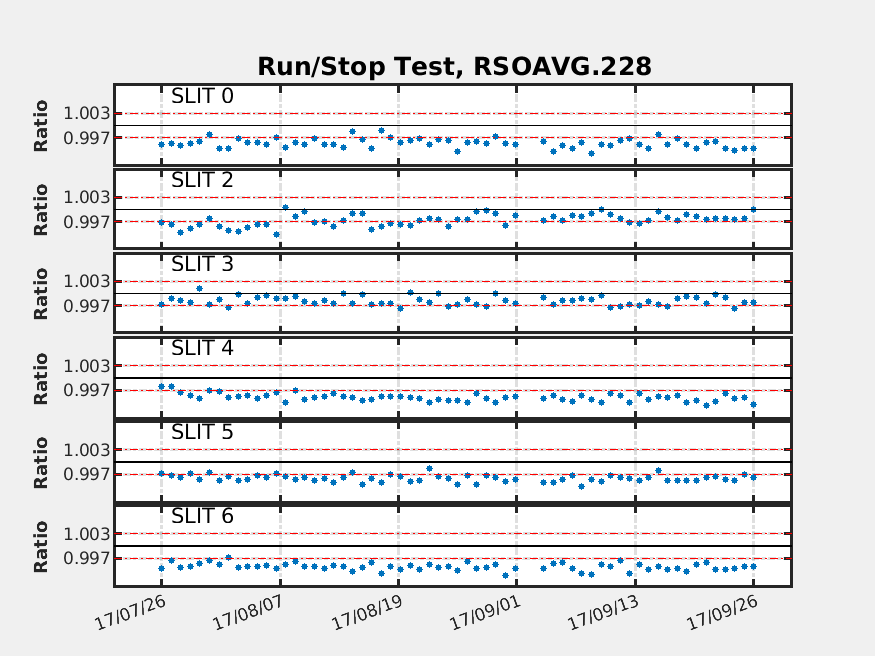 Run/Stop Test, RSOAVG.228
SLIT 0
Ratio
1.003
0.997
SLIT 2
Ratio
1.003
0.997
SLIT 3
Ratio
1.003
0.997
SLIT 4
Ratio
1.003
0.997
SLIT 5
Ratio
1.003
0.997
SLIT 6
Ratio
1.003
0.997
17/07/26 17/08/07 17/08/19 17/09/01 17/09/13 17/09/26